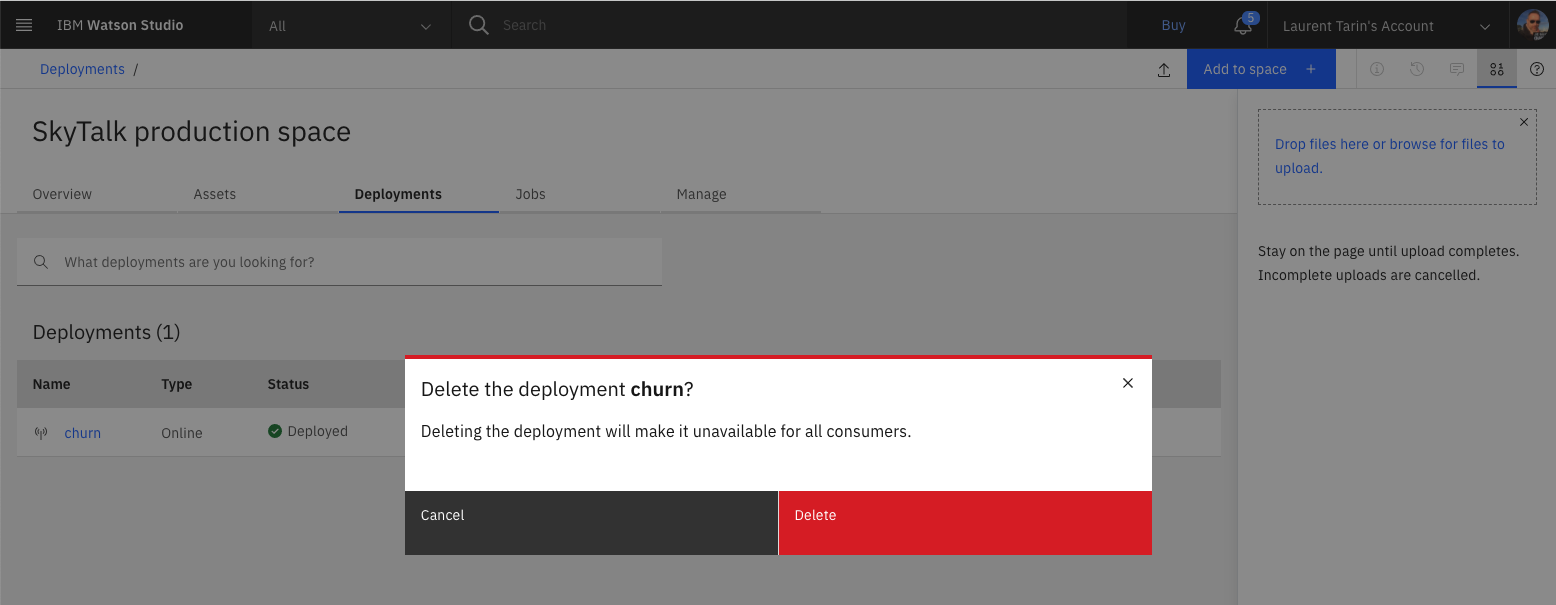 IBM Watson Studio
All
Search
Buy
5
Laurent Tarin's Account
Deployments /
Add to space +
SkyTalk production space
Overview
Assets
Deployments
Jobs
Manage
What deployments are you looking for?
Deployments (1)
Name
Type
Status
churn
Online
Deployed
Delete the deployment churn?
Deleting the deployment will make it unavailable for all consumers.
Cancel
Delete
Drop files here or browse for files to
upload.
Stay on the page until upload completes.
Incomplete uploads are cancelled.